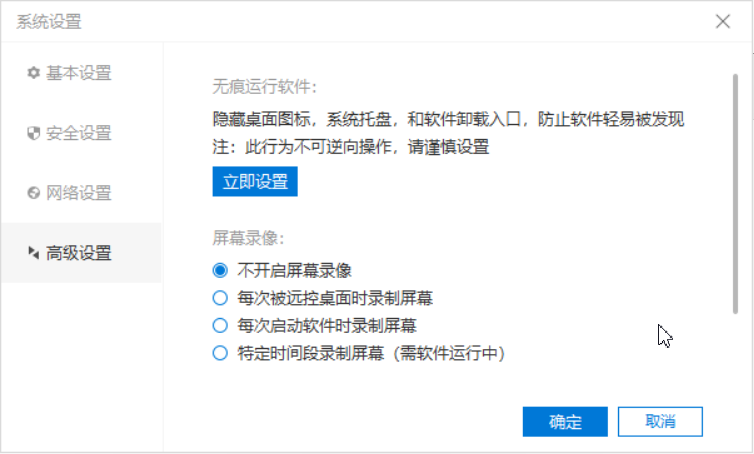 系统设置
基本设置
安全设置
网络设置
高级设置
无痕运行软件：
隐藏桌面图标，系统托盘，和软件卸载入口，防止软件轻易被发现
注：此行为不可逆向操作，请谨慎设置
立即设置
屏幕录像：
不开启屏幕录像
每次被远控桌面时录制屏幕
每次启动软件时录制屏幕
特定时间段录制屏幕（需软件运行中）
确定
取消